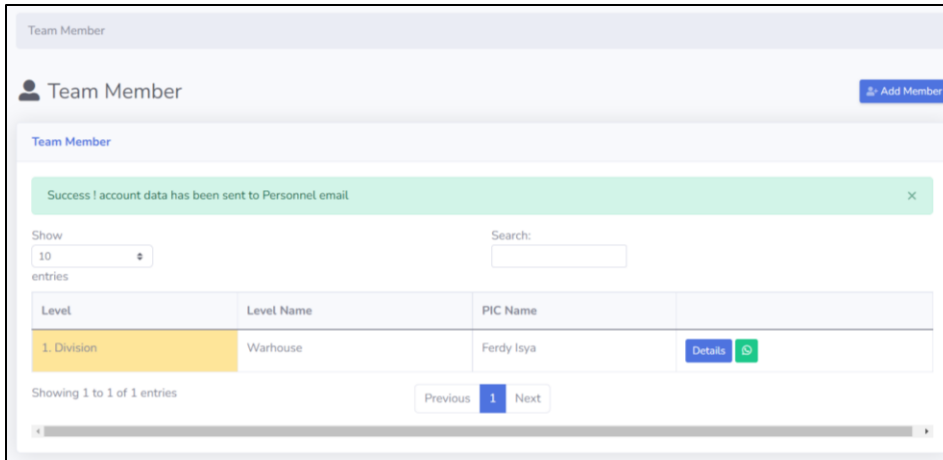 Team Member
Team Member
Add Member
Team Member
Success ! account data has been sent to Personnel email
×
Show
10
entries
Search:
Level Level Name PIC Name
1. Division Warhouse Ferdy Isya Details
Showing 1 to 1 of 1 entries
Previous 1 Next